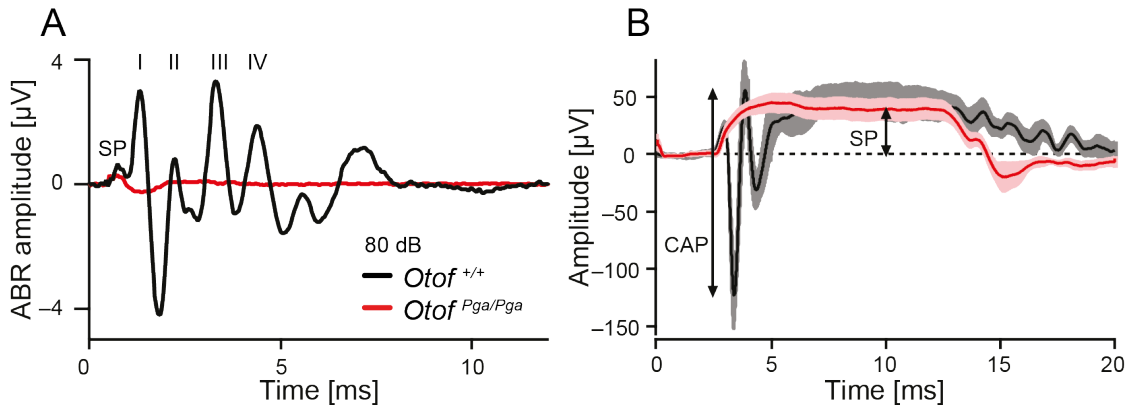 A
B
ABR amplitude [µV]
4
0
−4
SP
I II III IV
80 dB
Otof +/+
Otof Pga/Pga
0 5 10
Time [ms]
Amplitude [µV]
50
0
−50
−100
−150
CAP
SP
0 5 10 15 20
Time [ms]